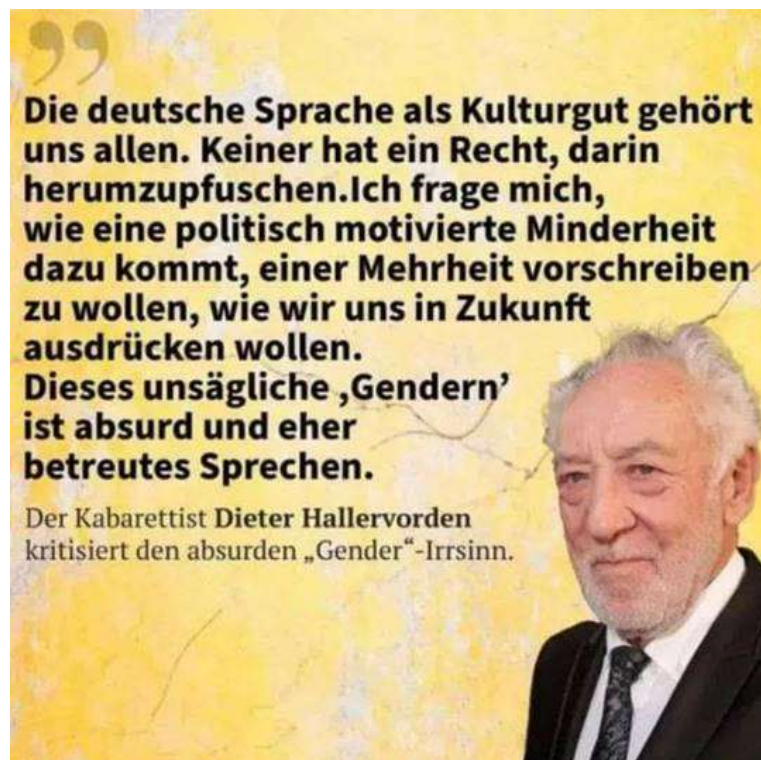 ”
Die deutsche Sprache als Kulturgut gehört
uns allen. Keiner hat ein Recht, darin
herumzupfuschen.Ich frage mich,
wie eine politisch motivierte Minderheit
dazu kommt, einer Mehrheit vorschreiben
zu wollen, wie wir uns in Zukunft
ausdrücken wollen.
Dieses unsägliche ‚Gendern’
ist absurd und eher
betreutes Sprechen.
Der Kabarettist Dieter Hallervorden
kritisiert den absurden „Gender“-Irrsinn.